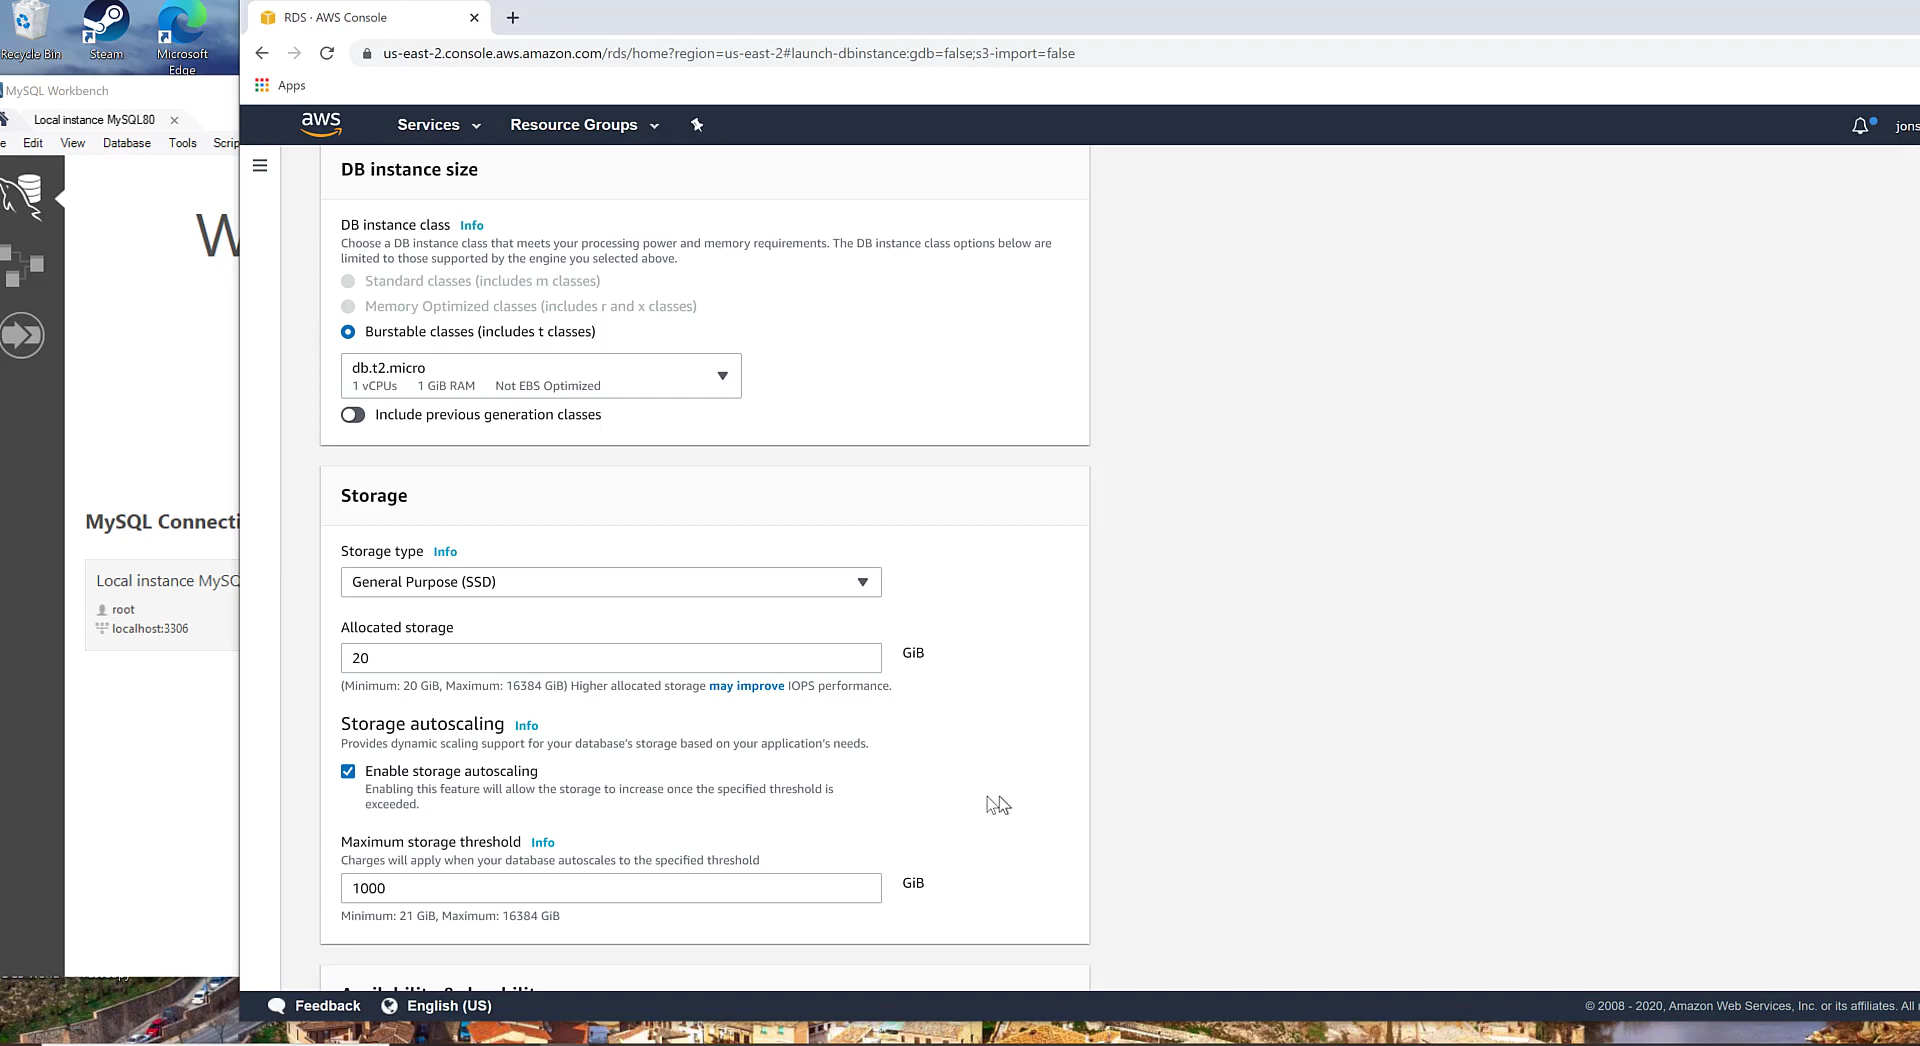 Recycle Bin
Steam
Microsoft
Edge
MySQL Workbench
Local instance MySQL80
Edit View Database Tools Scrip
W
MySQL Connecti
Local instance MySQ
root
localhost:3306
RDS · AWS Console
us-east-2.console.aws.amazon.com/rds/home?region=us-east-2#launch-dbinstance:gdb=false;s3-import=false
Apps
aws
Services
Resource Groups
jons
DB instance size
DB instance class Info
Choose a DB instance class that meets your processing power and memory requirements. The DB instance class options below are
limited to those supported by the engine you selected above.
Standard classes (includes m classes)
Memory Optimized classes (includes r and x classes)
Burstable classes (includes t classes)
db.t2.micro
1 vCPUs 1 GiB RAM Not EBS Optimized
Include previous generation classes
Storage
Storage type Info
General Purpose (SSD)
Allocated storage
20
GiB
(Minimum: 20 GiB, Maximum: 16384 GiB) Higher allocated storage may improve IOPS performance.
Storage autoscaling Info
Provides dynamic scaling support for your database's storage based on your application's needs.
Enable storage autoscaling
Enabling this feature will allow the storage to increase once the specified threshold is
exceeded.
Maximum storage threshold Info
Charges will apply when your database autoscales to the specified threshold
1000
GiB
Minimum: 21 GiB, Maximum: 16384 GiB
Feedback
English (US)
© 2008 - 2020, Amazon Web Services, Inc. or its affiliates. All